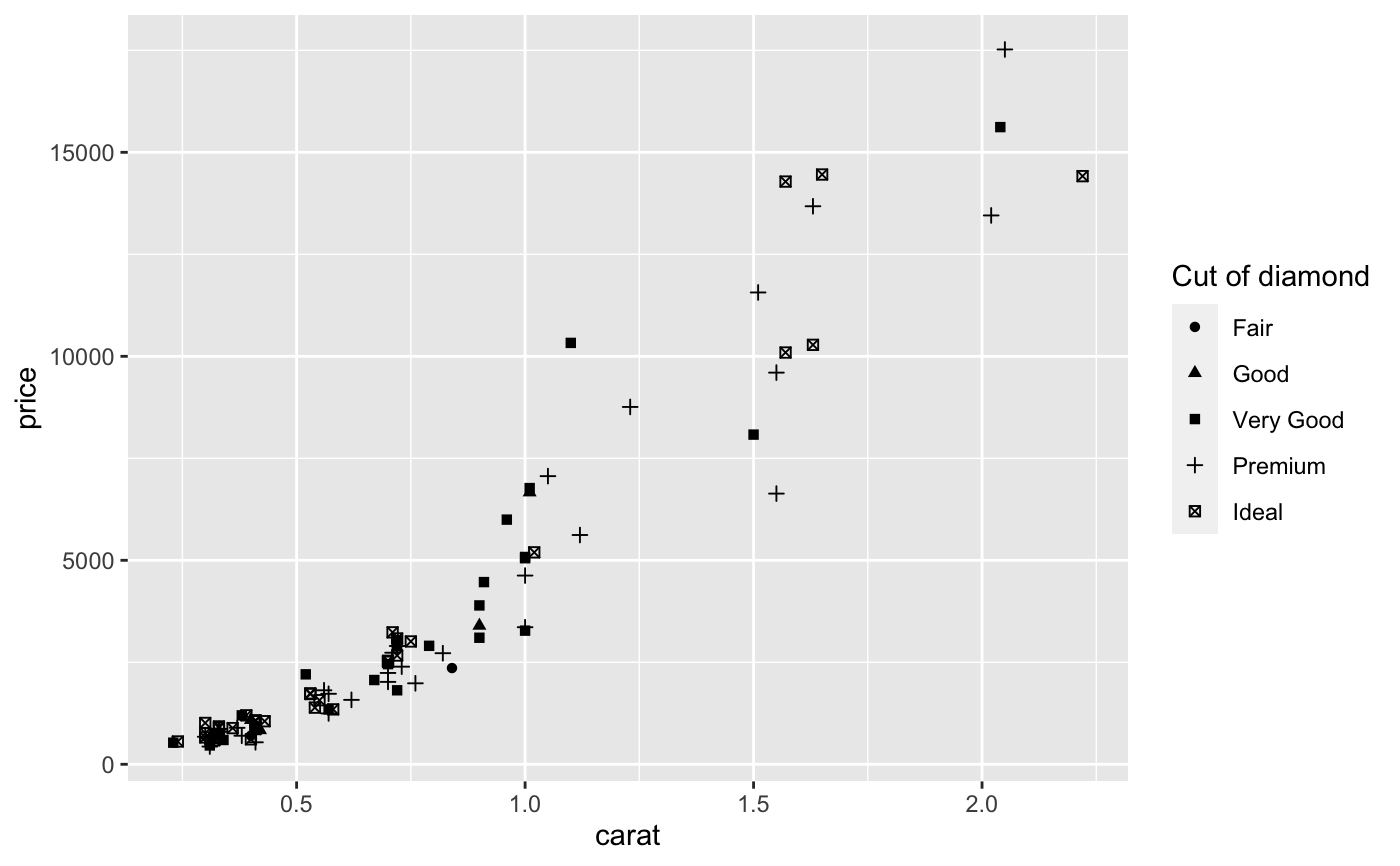 15000
10000
5000
0
price
0.5 1.0 1.5 2.0
carat
Cut of diamond
Fair
Good
Very Good
Premium
Ideal